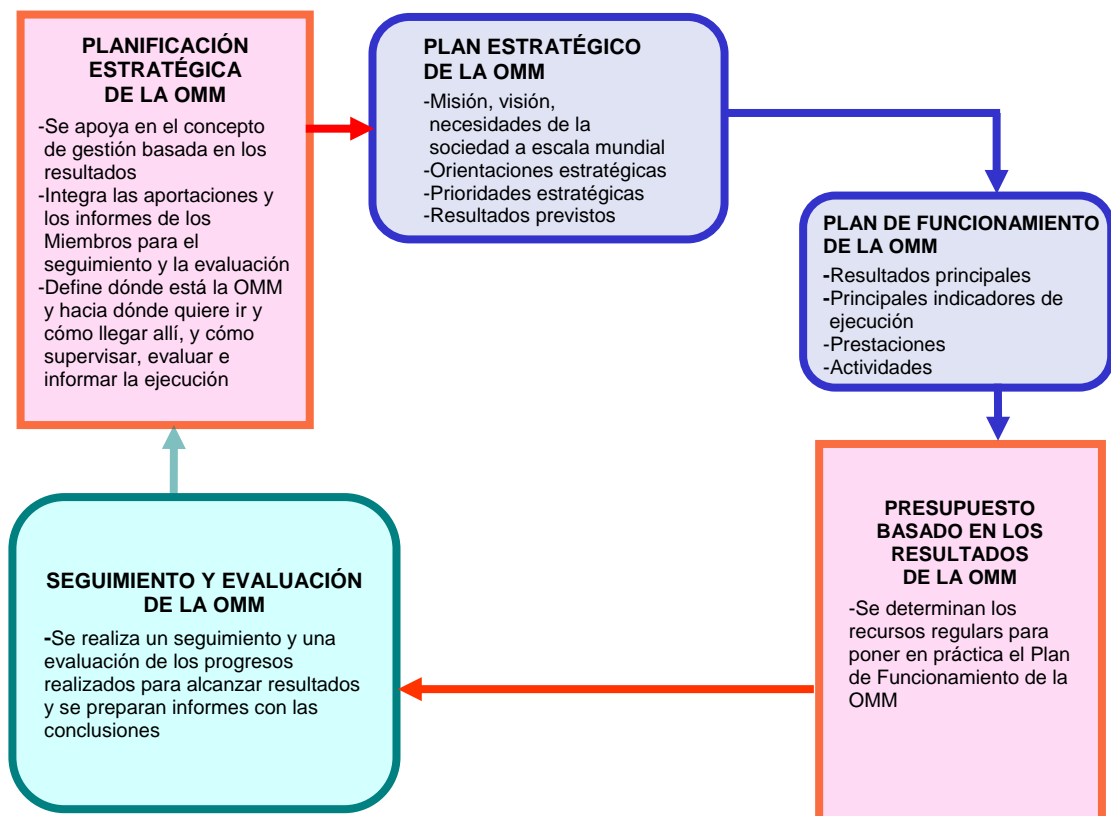 PLANIFICACIÓN
ESTRATÉGICA
DE LA OMM
-Se apoya en el concepto
de gestión basada en los
resultados
-Integra las aportaciones y
los informes de los
Miembros para el
seguimiento y la evaluación
-Define dónde está la OMM
y hacia dónde quiere ir y
cómo llegar allí, y cómo
supervisar, evaluar e
informar la ejecución
PLAN ESTRATÉGICO
DE LA OMM
-Misión, visión,
necesidades de la
sociedad a escala mundial
-Orientaciones estratégicas
-Prioridades estratégicas
-Resultados previstos
PLAN DE FUNCIONAMIENTO
DE LA OMM
-Resultados principales
-Principales indicadores de
ejecución
-Prestaciones
-Actividades
PRESUPUESTO
BASADO EN LOS
RESULTADOS
DE LA OMM
-Se determinan los
recursos regulars para
poner en práctica el Plan
de Funcionamiento de la
OMM
SEGUIMIENTO Y EVALUACIÓN
DE LA OMM
-Se realiza un seguimiento y una
evaluación de los progresos
realizados para alcanzar resultados
y se preparan informes con las
conclusiones